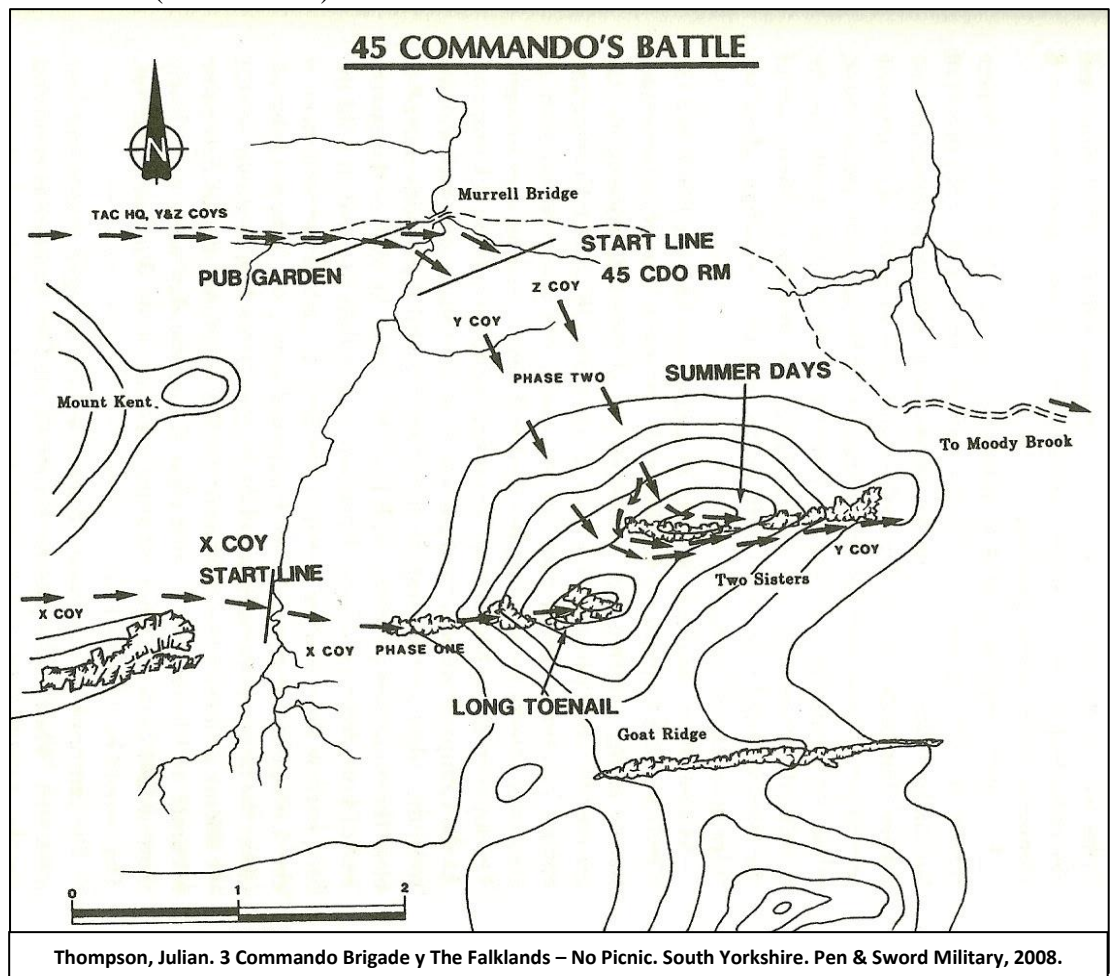 45 COMMANDO'S BATTLE
N
Murrell Bridge
TAC HQ, Y&Z COYS
START LINE
45 CDO RM
PUB GARDEN
Z COY
Y COY
PHASE TWO
SUMMER DAYS
Mount Kent
To Moody Brook
X COY
START LINE
Y COY
Two Sisters
X COY
X COY
PHASE ONE
LONG TOENAIL
Goat Ridge
0 1 2
Thompson, Julian. 3 Commando Brigade y The Falklands – No Picnic. South Yorkshire. Pen & Sword Military, 2008.